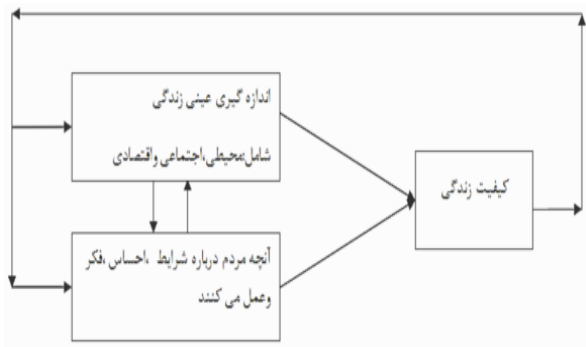 اندازه گیری عینی زندگی
شامل:محیطی،اجتماعی واقتصادی
کیفیت زندگی
آنچه مردم درباره شرایط ،احساس ،فکر
وعمل می کنند